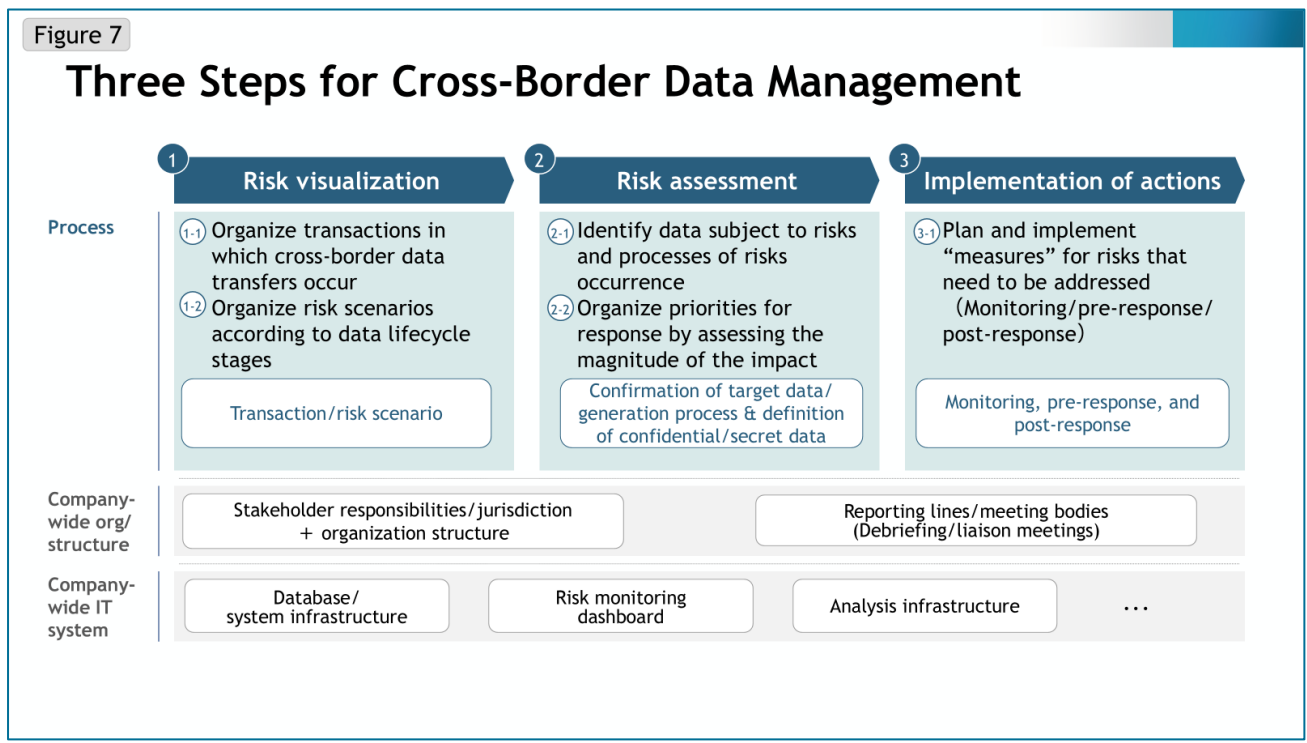 Figure 7
Three Steps for Cross-Border Data Management
1
Risk visualization
2
Risk assessment
3
Implementation of actions
Process
1-1 Organize transactions in
which cross-border data
transfers occur
1-2 Organize risk scenarios
according to data lifecycle
stages
Transaction/risk scenario
2-1 Identify data subject to risks
and processes of risks
occurrence
2-2 Organize priorities for
response by assessing the
magnitude of the impact
Confirmation of target data/
generation process & definition
of confidential/secret data
3-1 Plan and implement
“measures” for risks that
need to be addressed
（Monitoring/pre-response/
post-response）
Monitoring, pre-response, and
post-response
Company-
wide org/
structure
Stakeholder responsibilities/jurisdiction
＋ organization structure
Reporting lines/meeting bodies
(Debriefing/liaison meetings)
Company-
wide IT
system
Database/
system infrastructure
Risk monitoring
dashboard
Analysis infrastructure
...